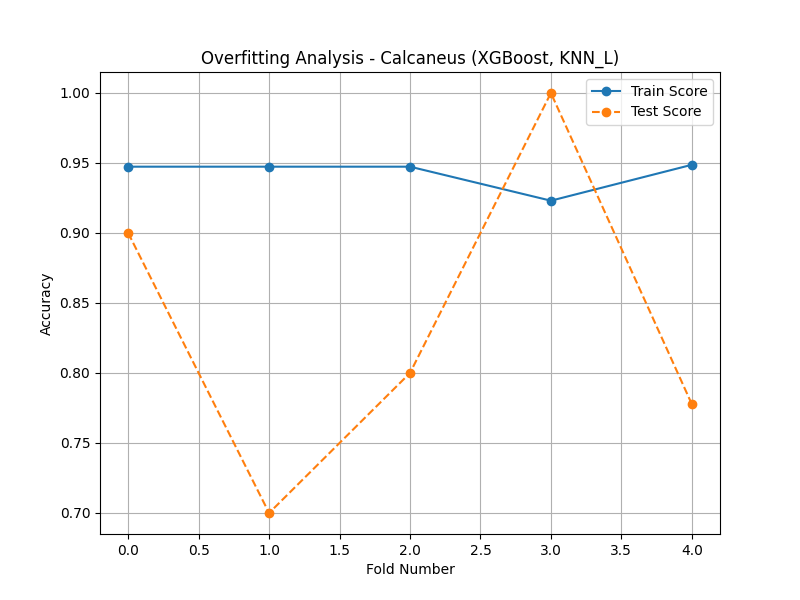 Overfitting Analysis - Calcaneus (XGBoost, KNN_L)
Train Score
Test Score
1.00
0.95
0.90
0.85
0.80
0.75
0.70
Accuracy
0.0 0.5 1.0 1.5 2.0 2.5 3.0 3.5 4.0
Fold Number